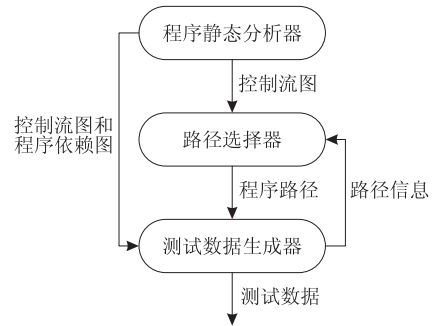 程序静态分析器
控制流图
控制流图和
程序依赖图
路径选择器
程序路径
路径信息
测试数据生成器
测试数据